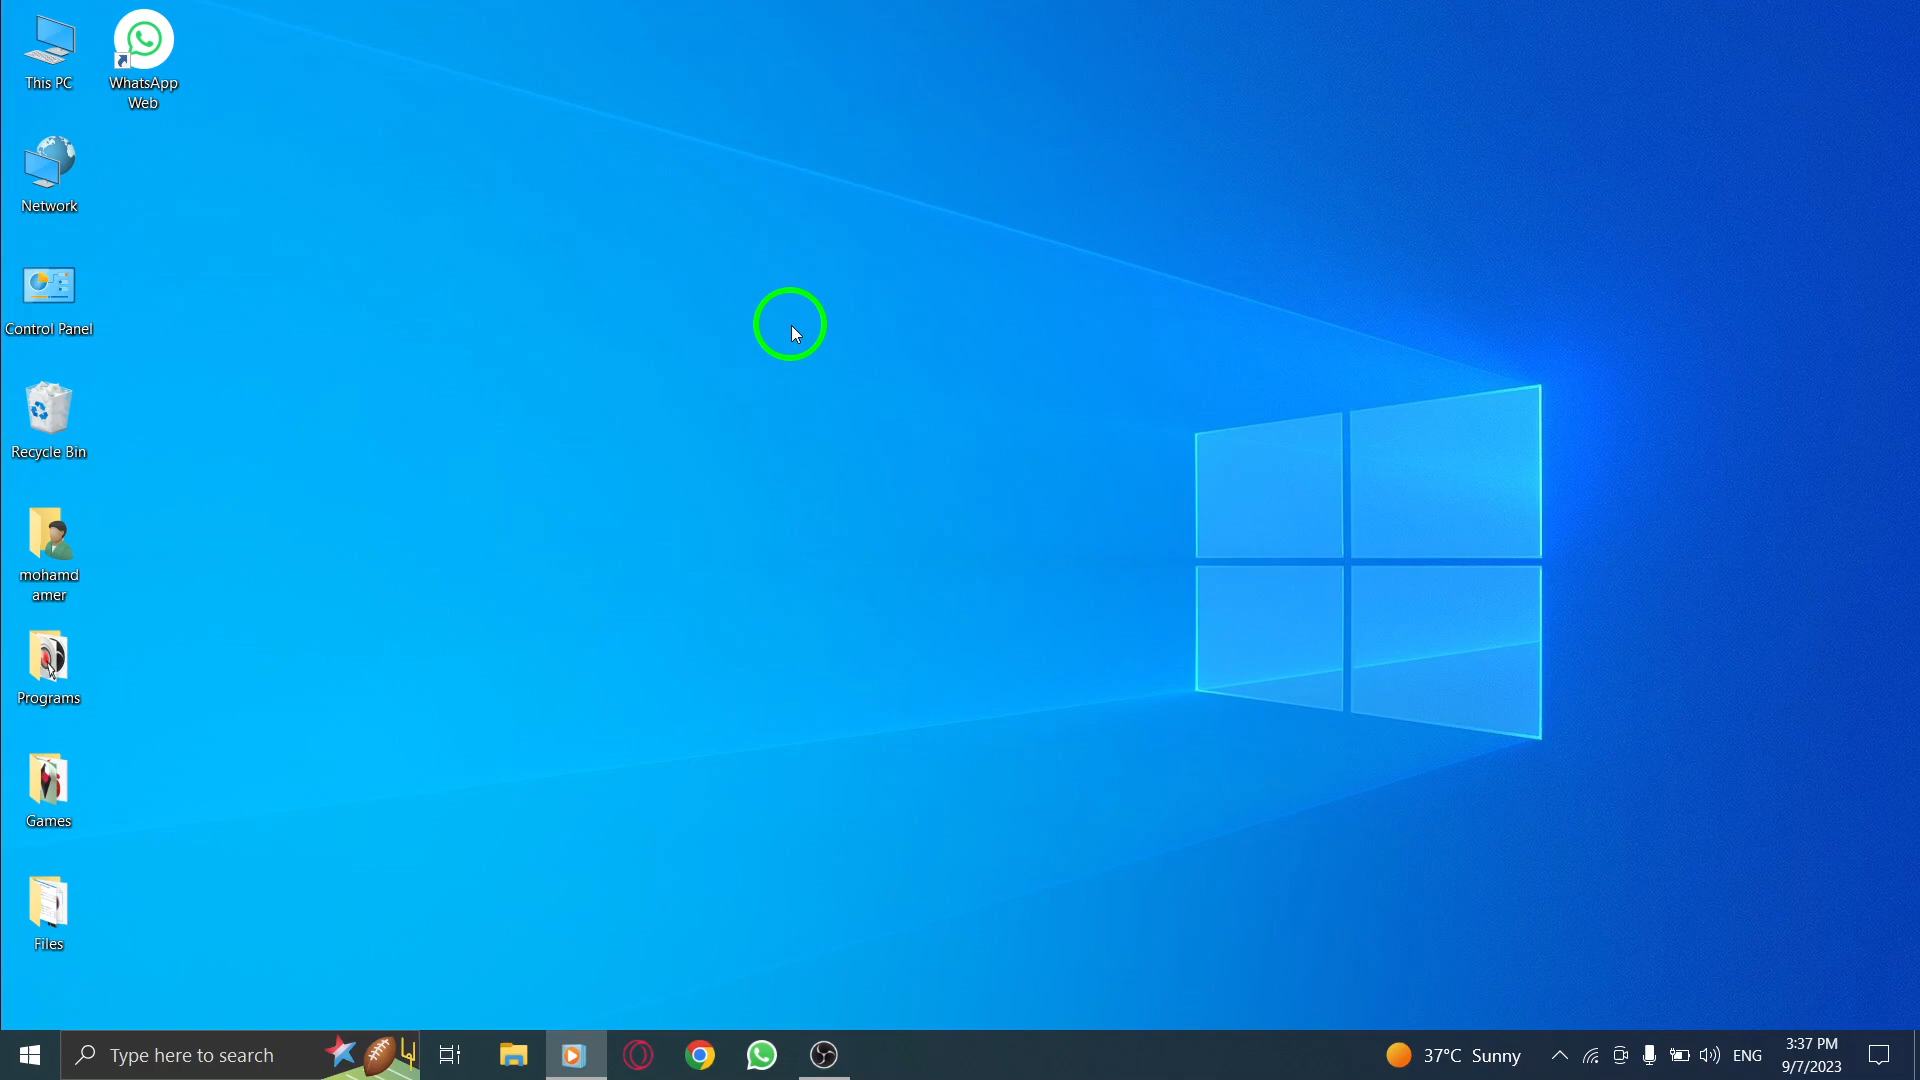 This PC
WhatsApp
Web
Network
Control Panel
Recycle Bin
mohamd
amer
Programs
Games
Files
Type here to search
37°C Sunny
ENG
3:37 PM
9/7/2023